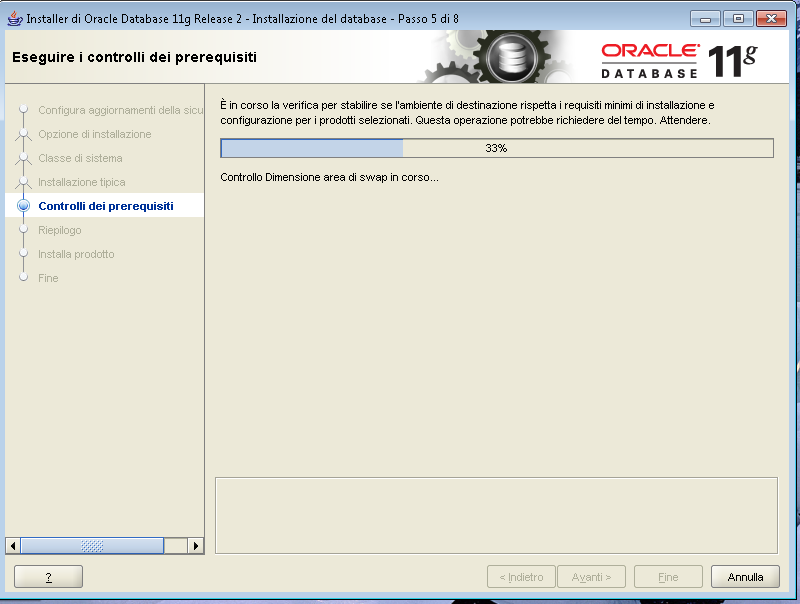 Installer di Oracle Database 11g Release 2 - Installazione del database - Passo 5 di 8
Eseguire i controlli dei prerequisiti
ORACLE
DATABASE
11g
Configura aggiornamenti della sicu
Opzione di installazione
Classe di sistema
Installazione tipica
Controlli dei prerequisiti
Riepilogo
Installa prodotto
Fine
È in corso la verifica per stabilire se l'ambiente di destinazione rispetta i requisiti minimi di installazione e
configurazione per i prodotti selezionati. Questa operazione potrebbe richiedere del tempo. Attendere.
33%
Controllo Dimensione area di swap in corso...
?
< Indietro
Avanti >
Fine
Annulla